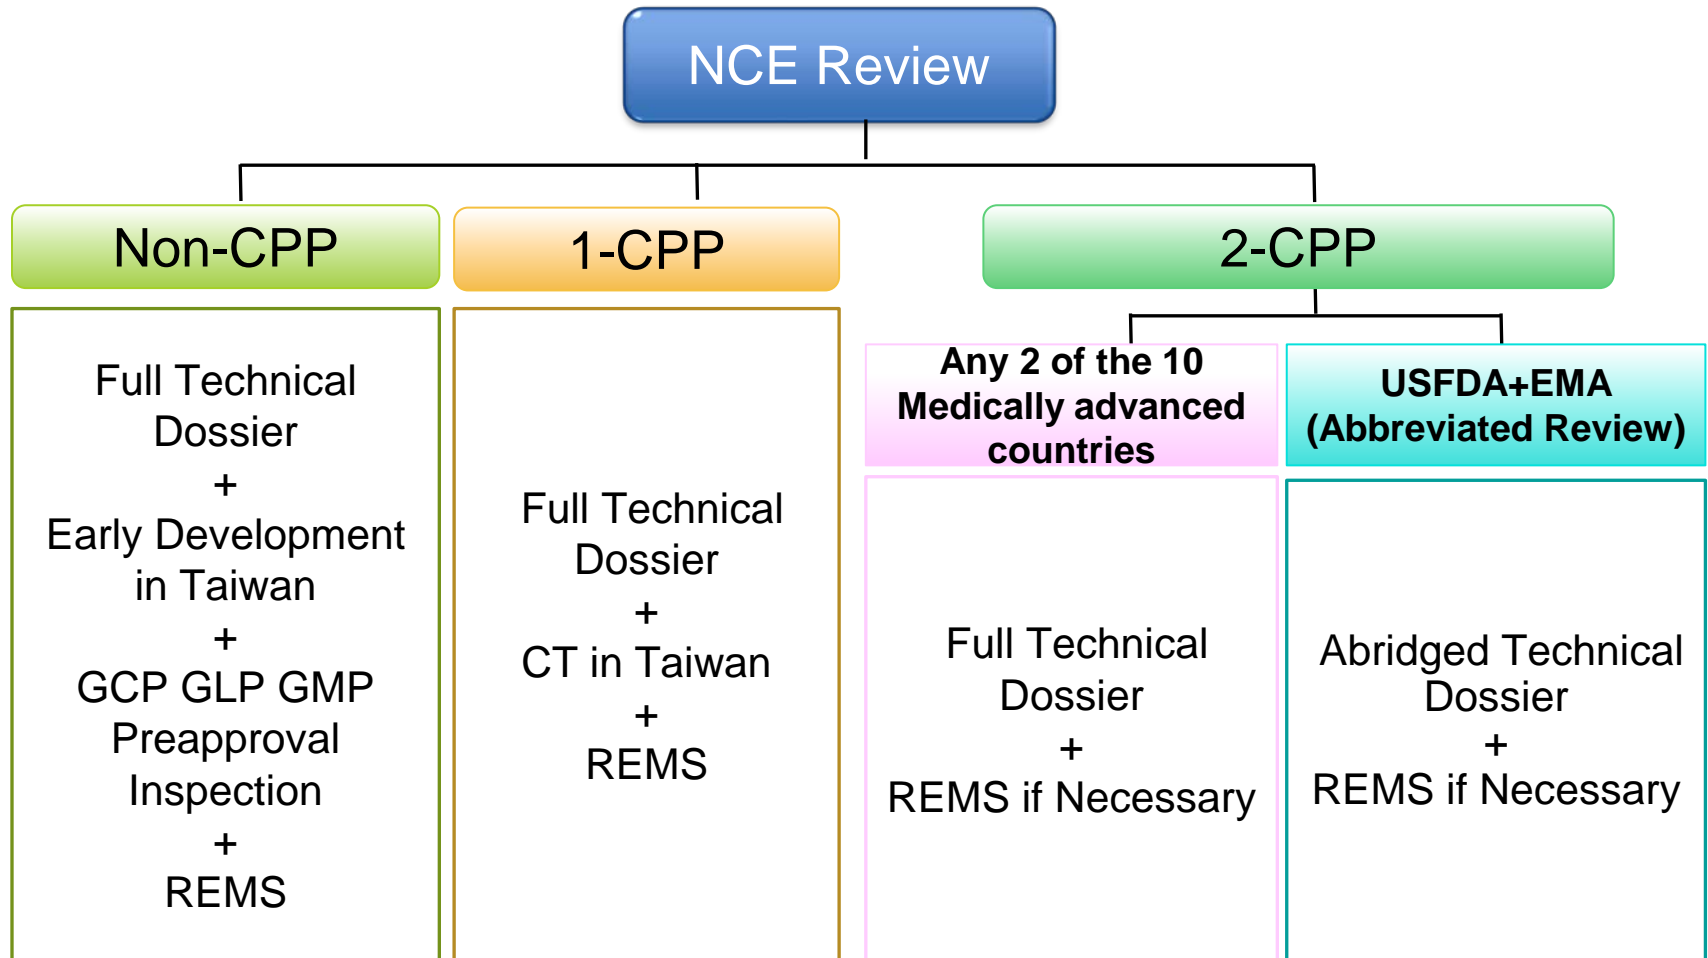 NCE Review
Non-CPP
1-CPP
2-CPP
Full Technical
Dossier
+
Early Development
in Taiwan
+
GCP GLP GMP
Preapproval
Inspection
+
REMS
Full Technical
Dossier
+
CT in Taiwan
+
REMS
Any 2 of the 10
Medically advanced
countries
Full Technical
Dossier
+
REMS if Necessary
USFDA+EMA
(Abbreviated Review)
Abridged Technical
Dossier
+
REMS if Necessary